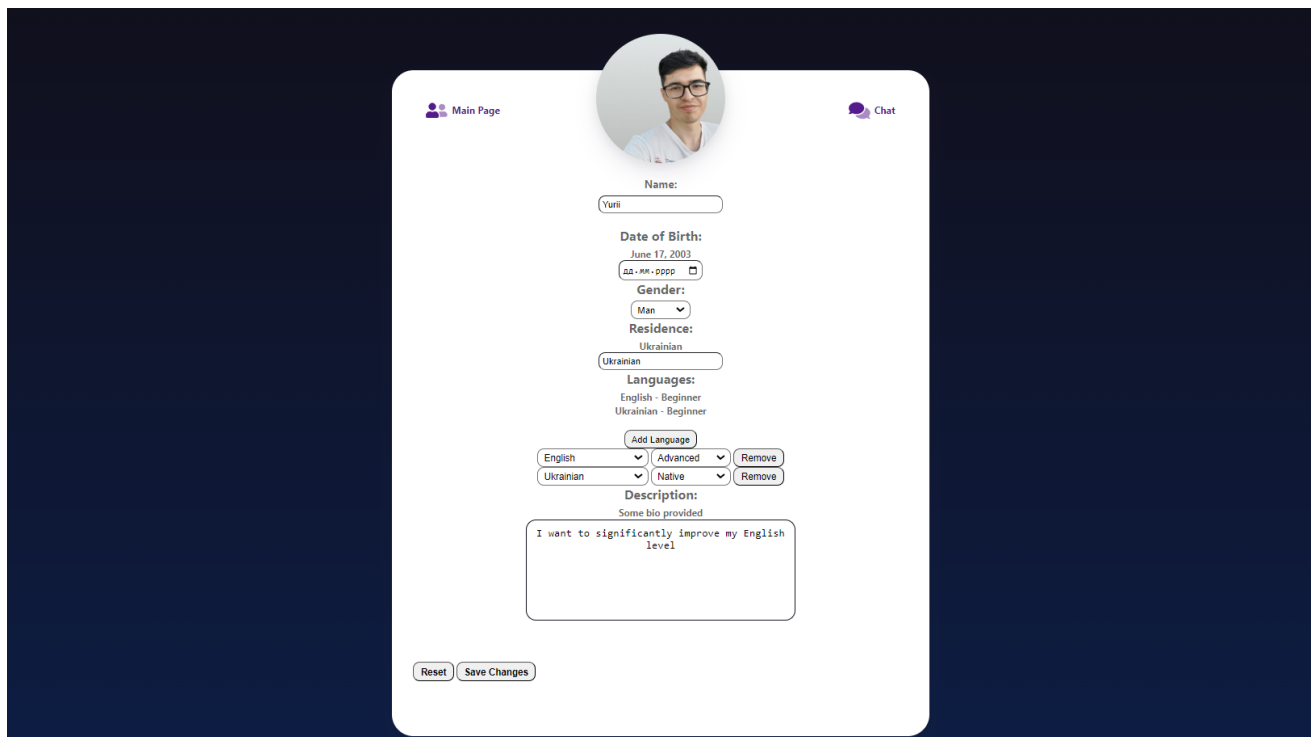 Main Page
Chat
Name:
Yurii
Date of Birth:
June 17, 2003
дд.мм.рррр
Gender:
Man
Residence:
Ukrainian
Ukrainian
Languages:
English - Beginner
Ukrainian - Beginner
Add Language
English Advanced Remove
Ukrainian Native Remove
Description:
Some bio provided
I want to significantly improve my English
level
Reset Save Changes